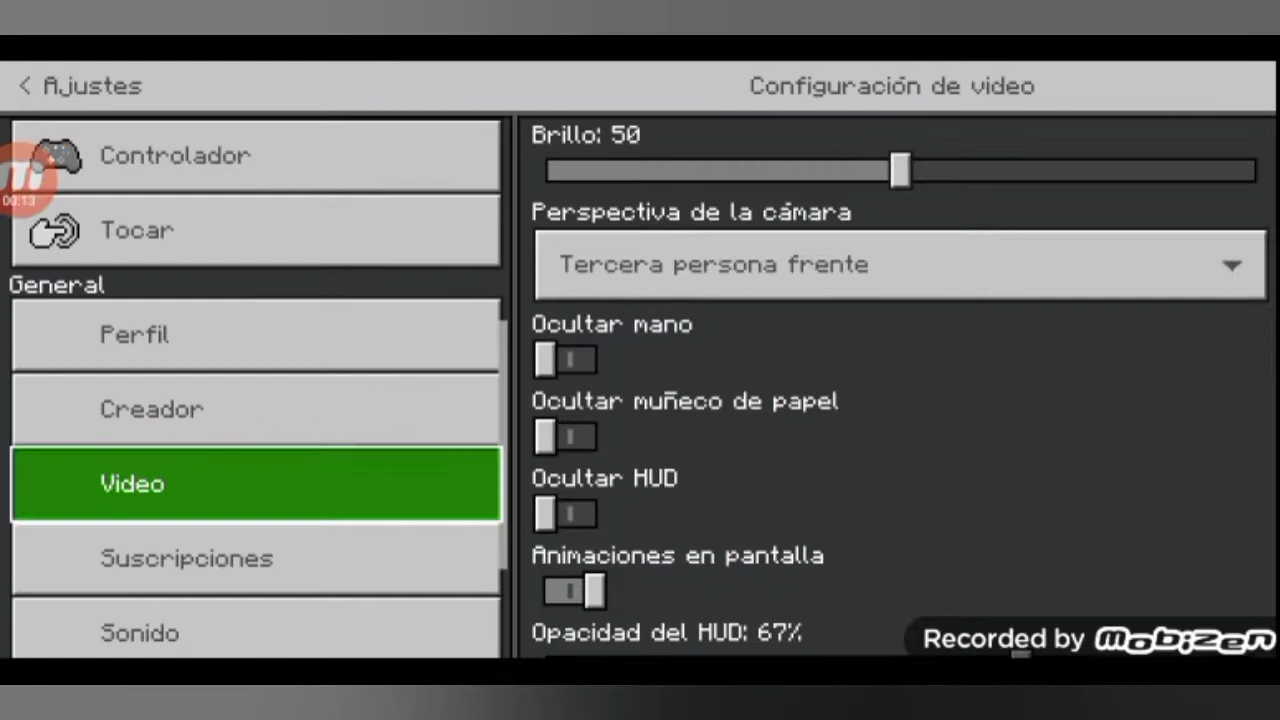 Ajustes
Configuración de video
Controlador
00:13
Tocar
General
Perfil
Creador
Video
Suscripciones
Sonido
Brillo: 50
Perspectiva de la cámara
Tercera persona frente
Ocultar mano
Ocultar muñeco de papel
Ocultar HUD
Animaciones en pantalla
Opacidad del HUD: 67%
Recorded by Mobizen